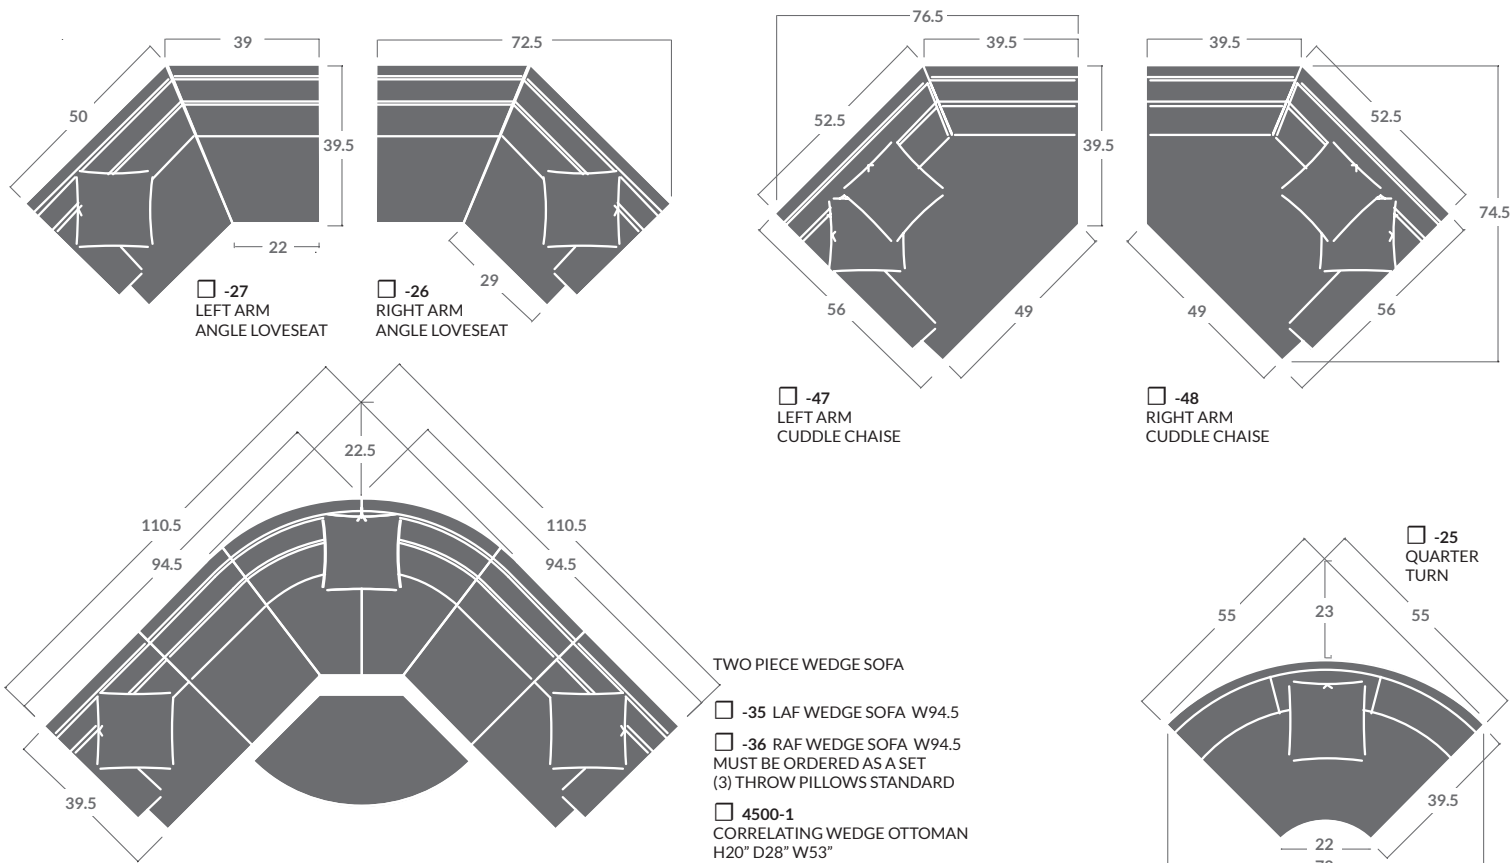 39
50
39.5
22
-27
LEFT ARM
ANGLE LOVESEAT
72.5
29
-26
RIGHT ARM
ANGLE LOVESEAT
76.5
39.5
52.5
39.5
56
49
-47
LEFT ARM
CUDDLE CHAISE
39.5
52.5
74.5
49
56
-48
RIGHT ARM
CUDDLE CHAISE
22.5
110.5
110.5
94.5
94.5
39.5
TWO PIECE WEDGE SOFA
-35 LAF WEDGE SOFA W94.5
-36 RAF WEDGE SOFA W94.5
MUST BE ORDERED AS A SET
(3) THROW PILLOWS STANDARD
4500-1
CORRELATING WEDGE OTTOMAN
H20” D28” W53”
-25
QUARTER
TURN
55
23
55
39.5
22